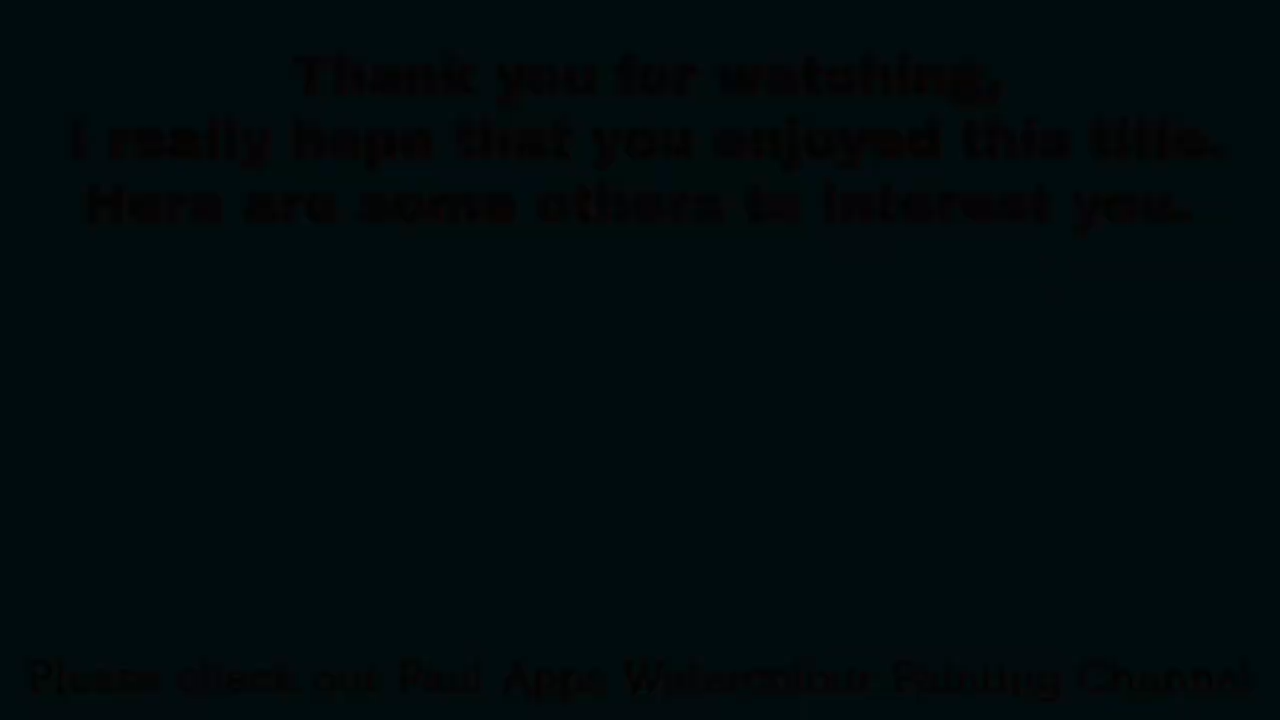 Thank you for watching,
I really hope that you enjoyed this title.
Here are some others to interest you.
Please check out Paul Apps Watercolour Painting Channel